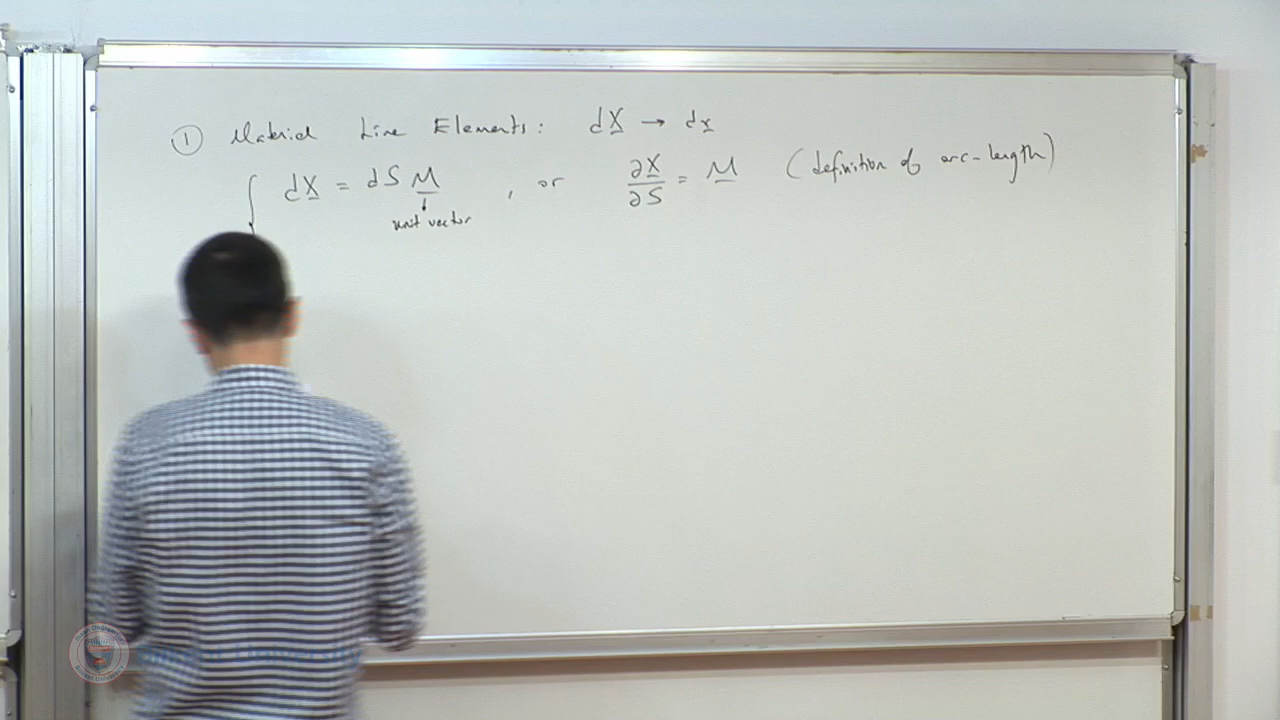 ① Material Line Elements: dX → dx
dX = dS M , or ∂X/∂S = M (definition of arc-length)
↓
unit vector